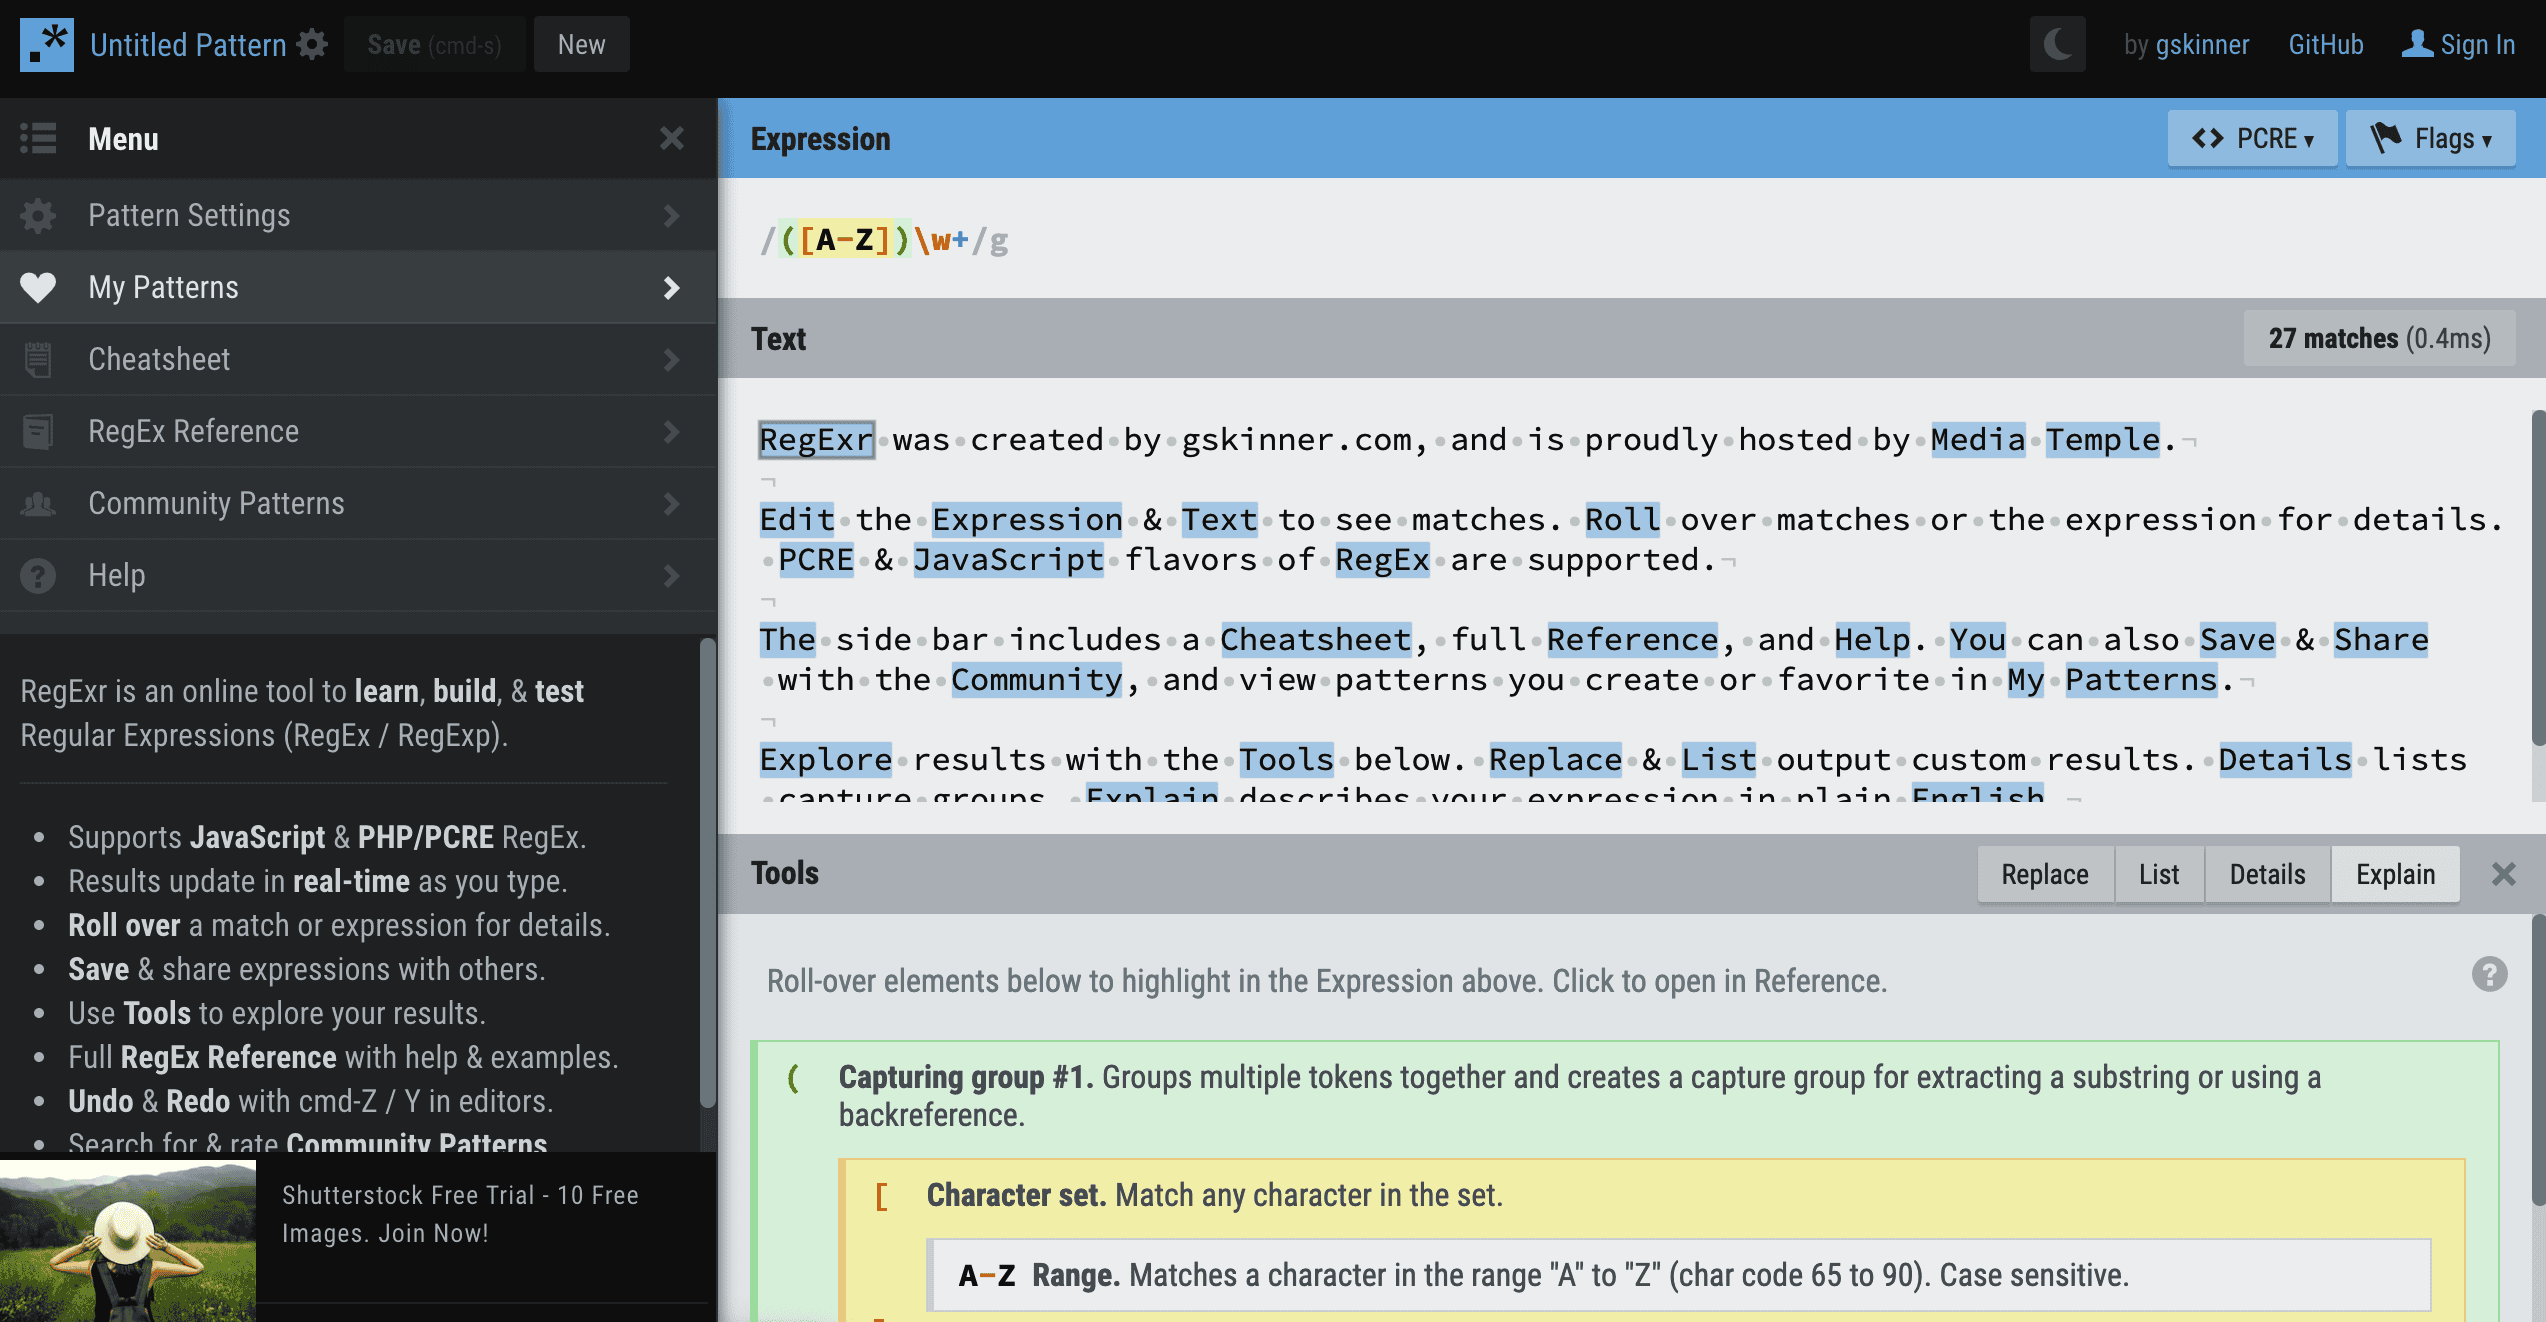 .* Untitled Pattern Save (cmd-s) New by gskinner GitHub Sign In
Menu
Pattern Settings
My Patterns
Cheatsheet
RegEx Reference
Community Patterns
? Help
RegExr is an online tool to learn, build, & test
Regular Expressions (RegEx / RegExp).
• Supports JavaScript & PHP/PCRE RegEx.
• Results update in real-time as you type.
• Roll over a match or expression for details.
• Save & share expressions with others.
• Use Tools to explore your results.
• Full RegEx Reference with help & examples.
• Undo & Redo with cmd-Z / Y in editors.
• Search for & rate Community Patterns
Shutterstock Free Trial - 10 Free
Images. Join Now!
Expression <> PCRE ▾ Flags ▾
/([A-Z])\w+/g
Text 27 matches (0.4ms)
RegExr was created by gskinner.com, and is proudly hosted by Media Temple.¬
¬
Edit the Expression & Text to see matches. Roll over matches or the expression for details.
PCRE & JavaScript flavors of RegEx are supported.¬
¬
The side bar includes a Cheatsheet, full Reference, and Help. You can also Save & Share
with the Community, and view patterns you create or favorite in My Patterns.¬
¬
Explore results with the Tools below. Replace & List output custom results. Details lists
capture groups. Explain describes your expression in plain English.¬
Tools Replace List Details Explain
Roll-over elements below to highlight in the Expression above. Click to open in Reference. ?
( Capturing group #1. Groups multiple tokens together and creates a capture group for extracting a substring or using a
backreference.
[ Character set. Match any character in the set.
A-Z Range. Matches a character in the range "A" to "Z" (char code 65 to 90). Case sensitive.